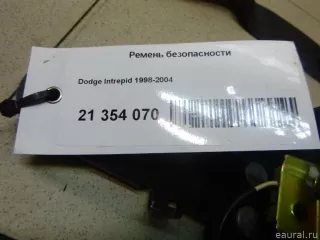 Ремень безопасности
Dodge Intrepid 1998-2004
21 354 070
eaural.ru